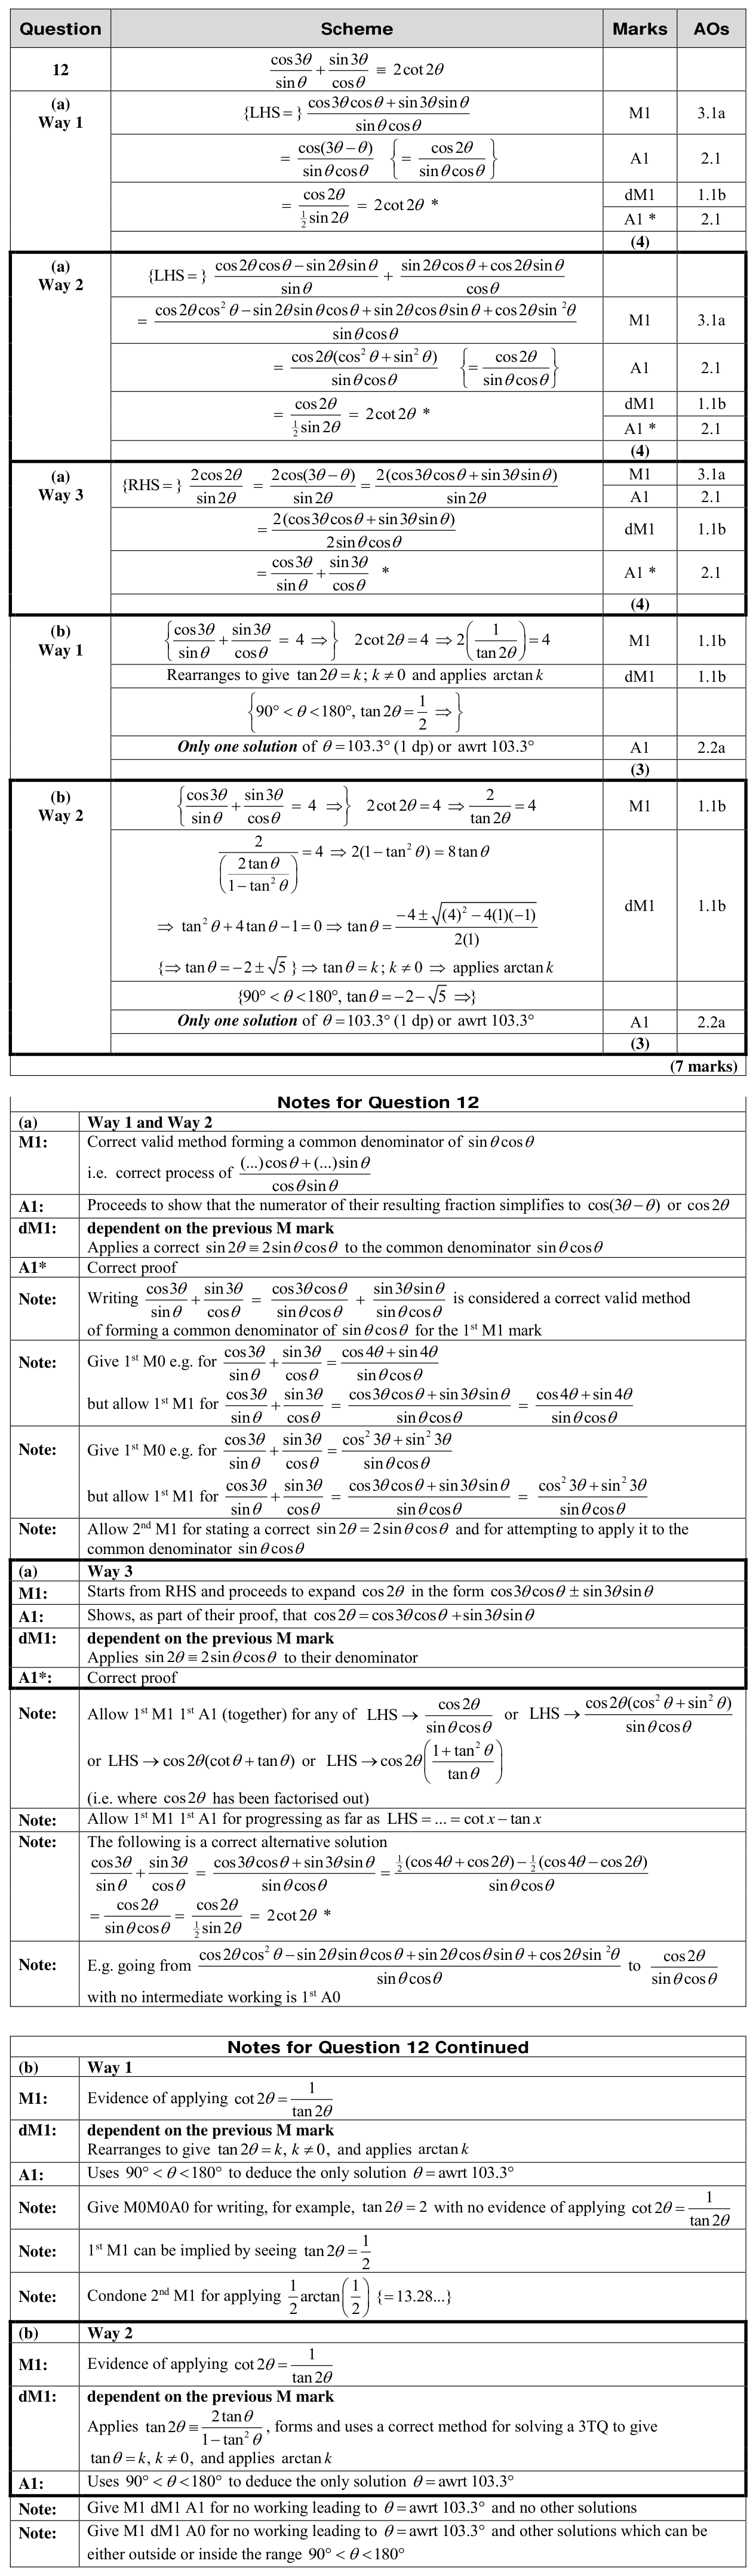 Question Scheme Marks AOs
12 cos3θ/sinθ + sin3θ/cosθ ≡ 2cot2θ
(a) Way 1 {LHS = } (cos3θcosθ + sin3θsinθ)/(sinθcosθ) M1 3.1a
= cos(3θ − θ)/(sinθcosθ) { = cos2θ/(sinθcosθ) } A1 2.1
= cos2θ/(½sin2θ) = 2cot2θ * dM1 1.1b
A1 * 2.1
(4)
(a) Way 2 {LHS = } (cos2θcosθ − sin2θsinθ)/sinθ + (sin2θcosθ + cos2θsinθ)/cosθ
= (cos2θcos² θ − sin2θsinθcosθ + sin2θcosθsinθ + cos2θsin ²θ)/(sinθcosθ) M1 3.1a
= cos2θ(cos² θ + sin² θ)/(sinθcosθ) { = cos2θ/(sinθcosθ) } A1 2.1
= cos2θ/(½sin2θ) = 2cot2θ * dM1 1.1b
A1 * 2.1
(4)
(a) Way 3 {RHS = } 2cos2θ/sin2θ = 2cos(3θ − θ)/sin2θ = 2(cos3θcosθ + sin3θsinθ)/sin2θ M1 3.1a
A1 2.1
= 2(cos3θcosθ + sin3θsinθ)/(2sinθcosθ) dM1 1.1b
= cos3θ/sinθ + sin3θ/cosθ * A1 * 2.1
(4)
(b) Way 1 { cos3θ/sinθ + sin3θ/cosθ = 4 ⇒ } 2cot2θ = 4 ⇒ 2(1/tan2θ) = 4 M1 1.1b
Rearranges to give tan2θ = k; k ≠ 0 and applies arctan k dM1 1.1b
{ 90° < θ < 180°, tan2θ = 1/2 ⇒ }
Only one solution of θ = 103.3° (1 dp) or awrt 103.3° A1 2.2a
(3)
(b) Way 2 { cos3θ/sinθ + sin3θ/cosθ = 4 ⇒ } 2cot2θ = 4 ⇒ 2/tan2θ = 4 M1 1.1b
2/(2tanθ/(1 − tan² θ)) = 4 ⇒ 2(1 − tan² θ) = 8tanθ
⇒ tan² θ + 4tanθ − 1 = 0 ⇒ tanθ = (−4 ± √((4)² − 4(1)(−1)))/2(1) dM1 1.1b
{⇒ tanθ = −2 ± √5 } ⇒ tanθ = k; k ≠ 0 ⇒ applies arctan k
{90° < θ < 180°, tanθ = −2 − √5 ⇒}
Only one solution of θ = 103.3° (1 dp) or awrt 103.3° A1 2.2a
(3)
(7 marks)
Notes for Question 12
(a) Way 1 and Way 2
M1: Correct valid method forming a common denominator of sinθcosθ
i.e. correct process of ((...)cosθ + (...)sinθ)/(cosθsinθ)
A1: Proceeds to show that the numerator of their resulting fraction simplifies to cos(3θ − θ) or cos2θ
dM1: dependent on the previous M mark
Applies a correct sin2θ ≡ 2sinθcosθ to the common denominator sinθcosθ
A1* Correct proof
Note: Writing cos3θ/sinθ + sin3θ/cosθ = cos3θcosθ/(sinθcosθ) + sin3θsinθ/(sinθcosθ) is considered a correct valid method
of forming a common denominator of sinθcosθ for the 1st M1 mark
Note: Give 1st M0 e.g. for cos3θ/sinθ + sin3θ/cosθ = (cos4θ + sin4θ)/(sinθcosθ)
but allow 1st M1 for cos3θ/sinθ + sin3θ/cosθ = (cos3θcosθ + sin3θsinθ)/(sinθcosθ) = (cos4θ + sin4θ)/(sinθcosθ)
Note: Give 1st M0 e.g. for cos3θ/sinθ + sin3θ/cosθ = (cos² 3θ + sin² 3θ)/(sinθcosθ)
but allow 1st M1 for cos3θ/sinθ + sin3θ/cosθ = (cos3θcosθ + sin3θsinθ)/(sinθcosθ) = (cos² 3θ + sin² 3θ)/(sinθcosθ)
Note: Allow 2nd M1 for stating a correct sin2θ = 2sinθcosθ and for attempting to apply it to the
common denominator sinθcosθ
(a) Way 3
M1: Starts from RHS and proceeds to expand cos2θ in the form cos3θcosθ ± sin3θsinθ
A1: Shows, as part of their proof, that cos2θ = cos3θcosθ + sin3θsinθ
dM1: dependent on the previous M mark
Applies sin2θ ≡ 2sinθcosθ to their denominator
A1*: Correct proof
Note: Allow 1st M1 1st A1 (together) for any of LHS → cos2θ/(sinθcosθ) or LHS → cos2θ(cos² θ + sin² θ)/(sinθcosθ)
or LHS → cos2θ(cotθ + tanθ) or LHS → cos2θ((1 + tan² θ)/tanθ)
(i.e. where cos2θ has been factorised out)
Note: Allow 1st M1 1st A1 for progressing as far as LHS = ... = cot x − tan x
Note: The following is a correct alternative solution
cos3θ/sinθ + sin3θ/cosθ = (cos3θcosθ + sin3θsinθ)/(sinθcosθ) = (½(cos4θ + cos2θ) − ½(cos4θ − cos2θ))/(sinθcosθ)
= cos2θ/(sinθcosθ) = cos2θ/(½sin2θ) = 2cot2θ *
Note: E.g. going from (cos2θcos² θ − sin2θsinθcosθ + sin2θcosθsinθ + cos2θsin ²θ)/(sinθcosθ) to cos2θ/(sinθcosθ)
with no intermediate working is 1st A0
Notes for Question 12 Continued
(b) Way 1
M1: Evidence of applying cot2θ = 1/tan2θ
dM1: dependent on the previous M mark
Rearranges to give tan2θ = k, k ≠ 0, and applies arctan k
A1: Uses 90° < θ < 180° to deduce the only solution θ = awrt 103.3°
Note: Give M0M0A0 for writing, for example, tan2θ = 2 with no evidence of applying cot2θ = 1/tan2θ
Note: 1st M1 can be implied by seeing tan2θ = 1/2
Note: Condone 2nd M1 for applying 1/2 arctan(1/2) {= 13.28...}
(b) Way 2
M1: Evidence of applying cot2θ = 1/tan2θ
dM1: dependent on the previous M mark
Applies tan2θ ≡ 2tanθ/(1 − tan² θ), forms and uses a correct method for solving a 3TQ to give
tanθ = k, k ≠ 0, and applies arctan k
A1: Uses 90° < θ < 180° to deduce the only solution θ = awrt 103.3°
Note: Give M1 dM1 A1 for no working leading to θ = awrt 103.3° and no other solutions
Note: Give M1 dM1 A0 for no working leading to θ = awrt 103.3° and other solutions which can be
either outside or inside the range 90° < θ < 180°